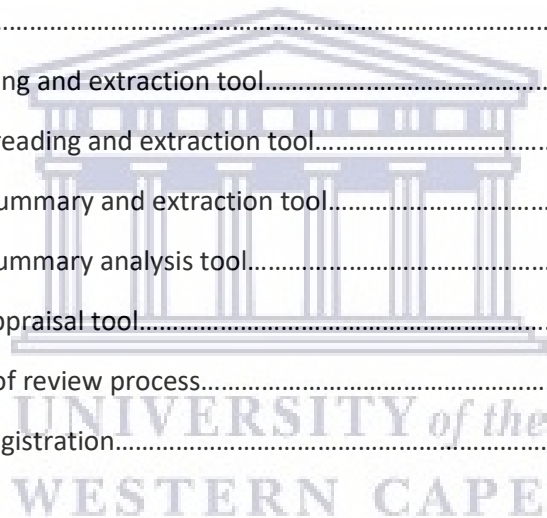 ................................................................
ng and extraction tool.................................................
eading and extraction tool........................................
ummary and extraction tool.....................................
ummary analysis tool....................................................
ppraisal tool.......................................................................
of review process...........................................................
UNIVERSITY of the
gistration..........................................................................
WESTERN CAPE